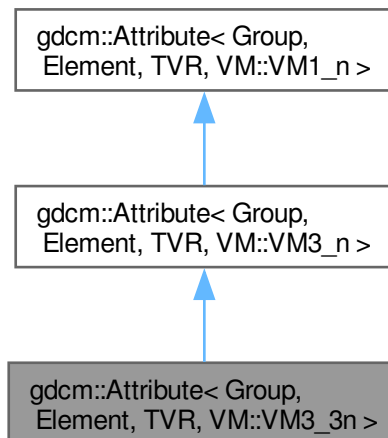 gdcm::Attribute< Group,
Element, TVR, VM::VM1_n >
gdcm::Attribute< Group,
Element, TVR, VM::VM3_n >
gdcm::Attribute< Group,
Element, TVR, VM::VM3_3n >